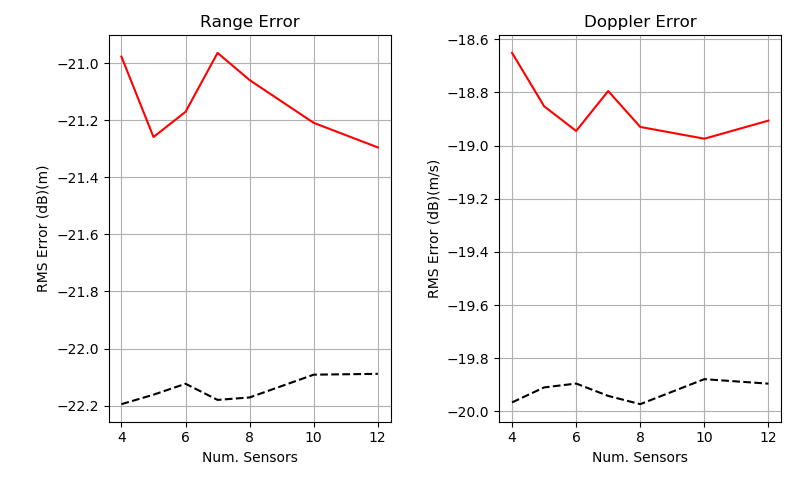 Range Error
Doppler Error
RMS Error (dB)(m)
−21.0
−21.2
−21.4
−21.6
−21.8
−22.0
−22.2
4 6 8 10 12
Num. Sensors
RMS Error (dB)(m/s)
−18.6
−18.8
−19.0
−19.2
−19.4
−19.6
−19.8
−20.0
4 6 8 10 12
Num. Sensors